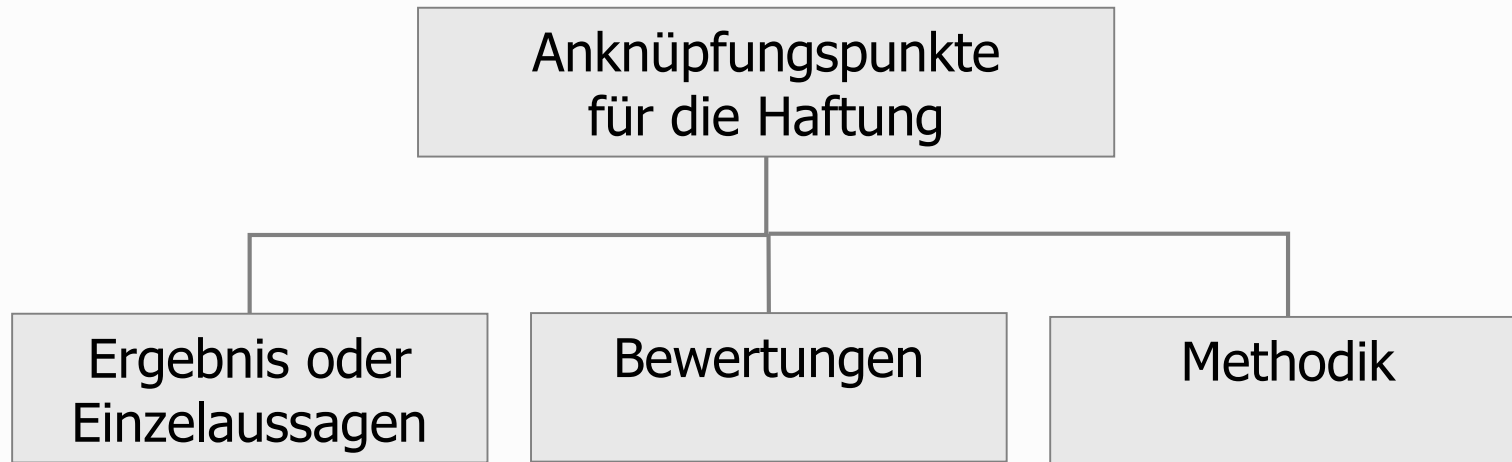 Anknüpfungspunkte
für die Haftung
Ergebnis oder
Einzelaussagen
Bewertungen
Methodik